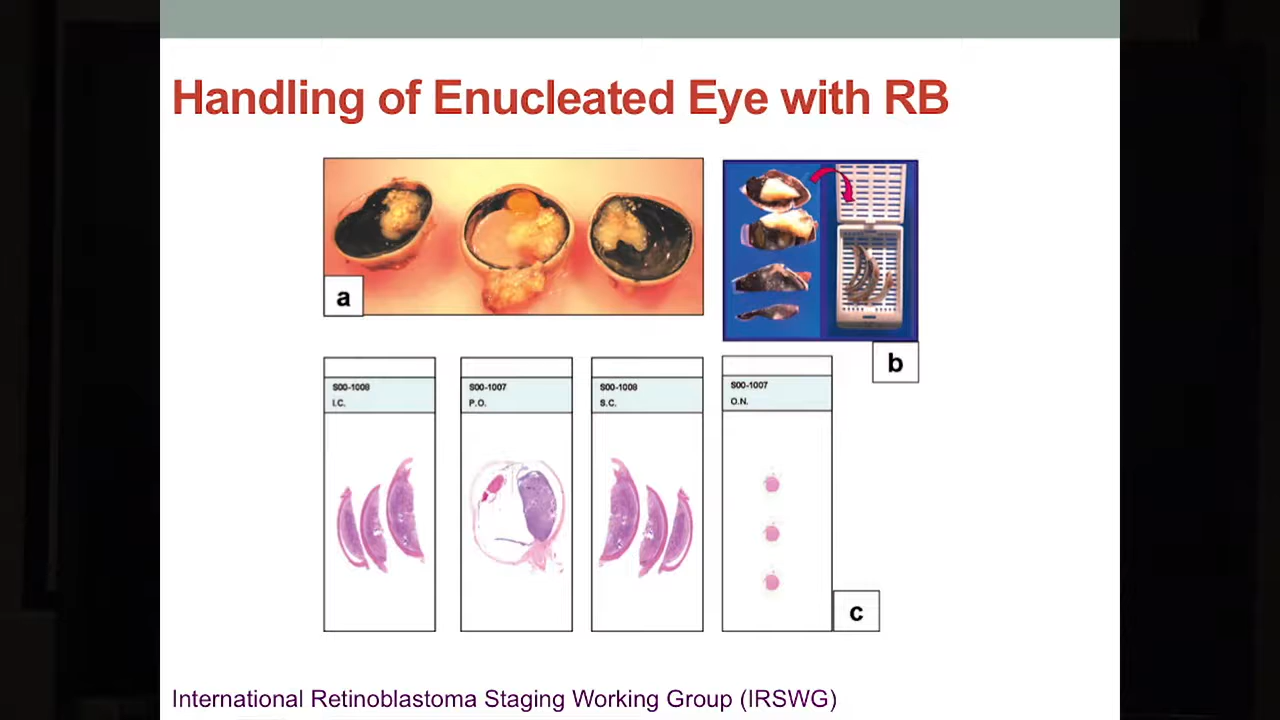 Handling of Enucleated Eye with RB
a
b
S00-1008
I.C.
S00-1007
P.O.
S00-1008
S.C.
S00-1007
O.N.
c
International Retinoblastoma Staging Working Group (IRSWG)